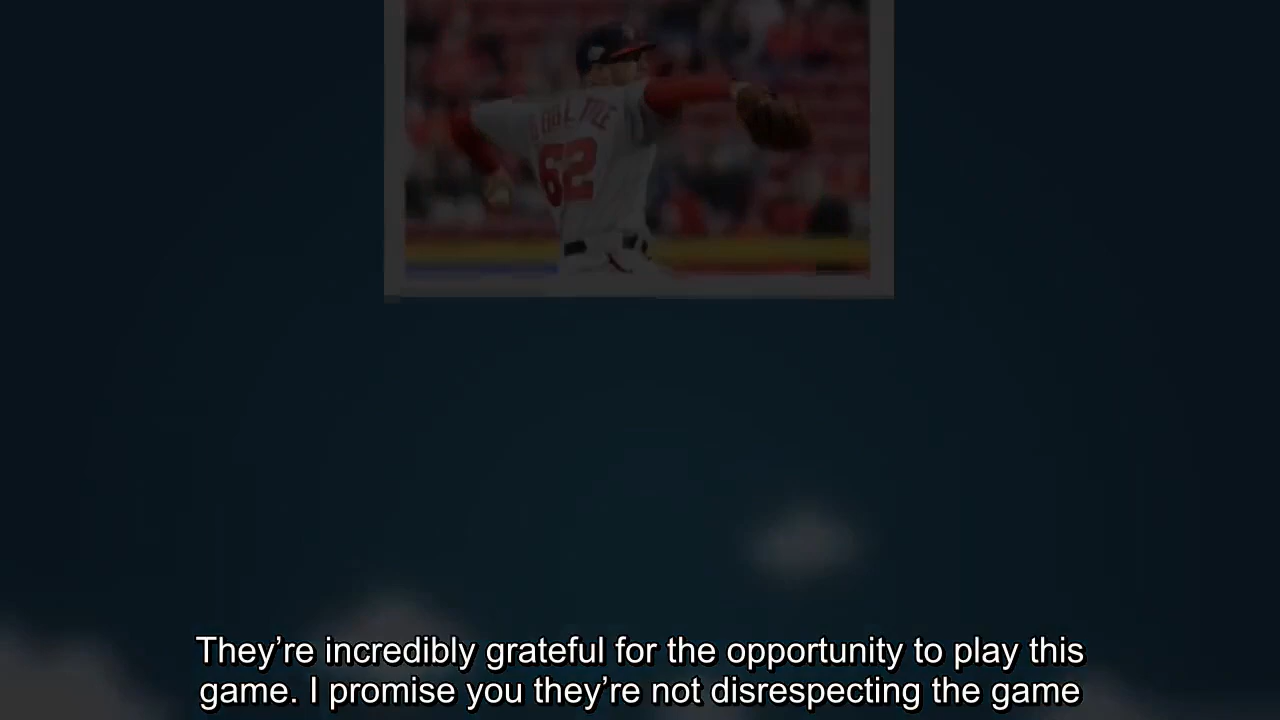 62
They’re incredibly grateful for the opportunity to play this
game. I promise you they’re not disrespecting the game